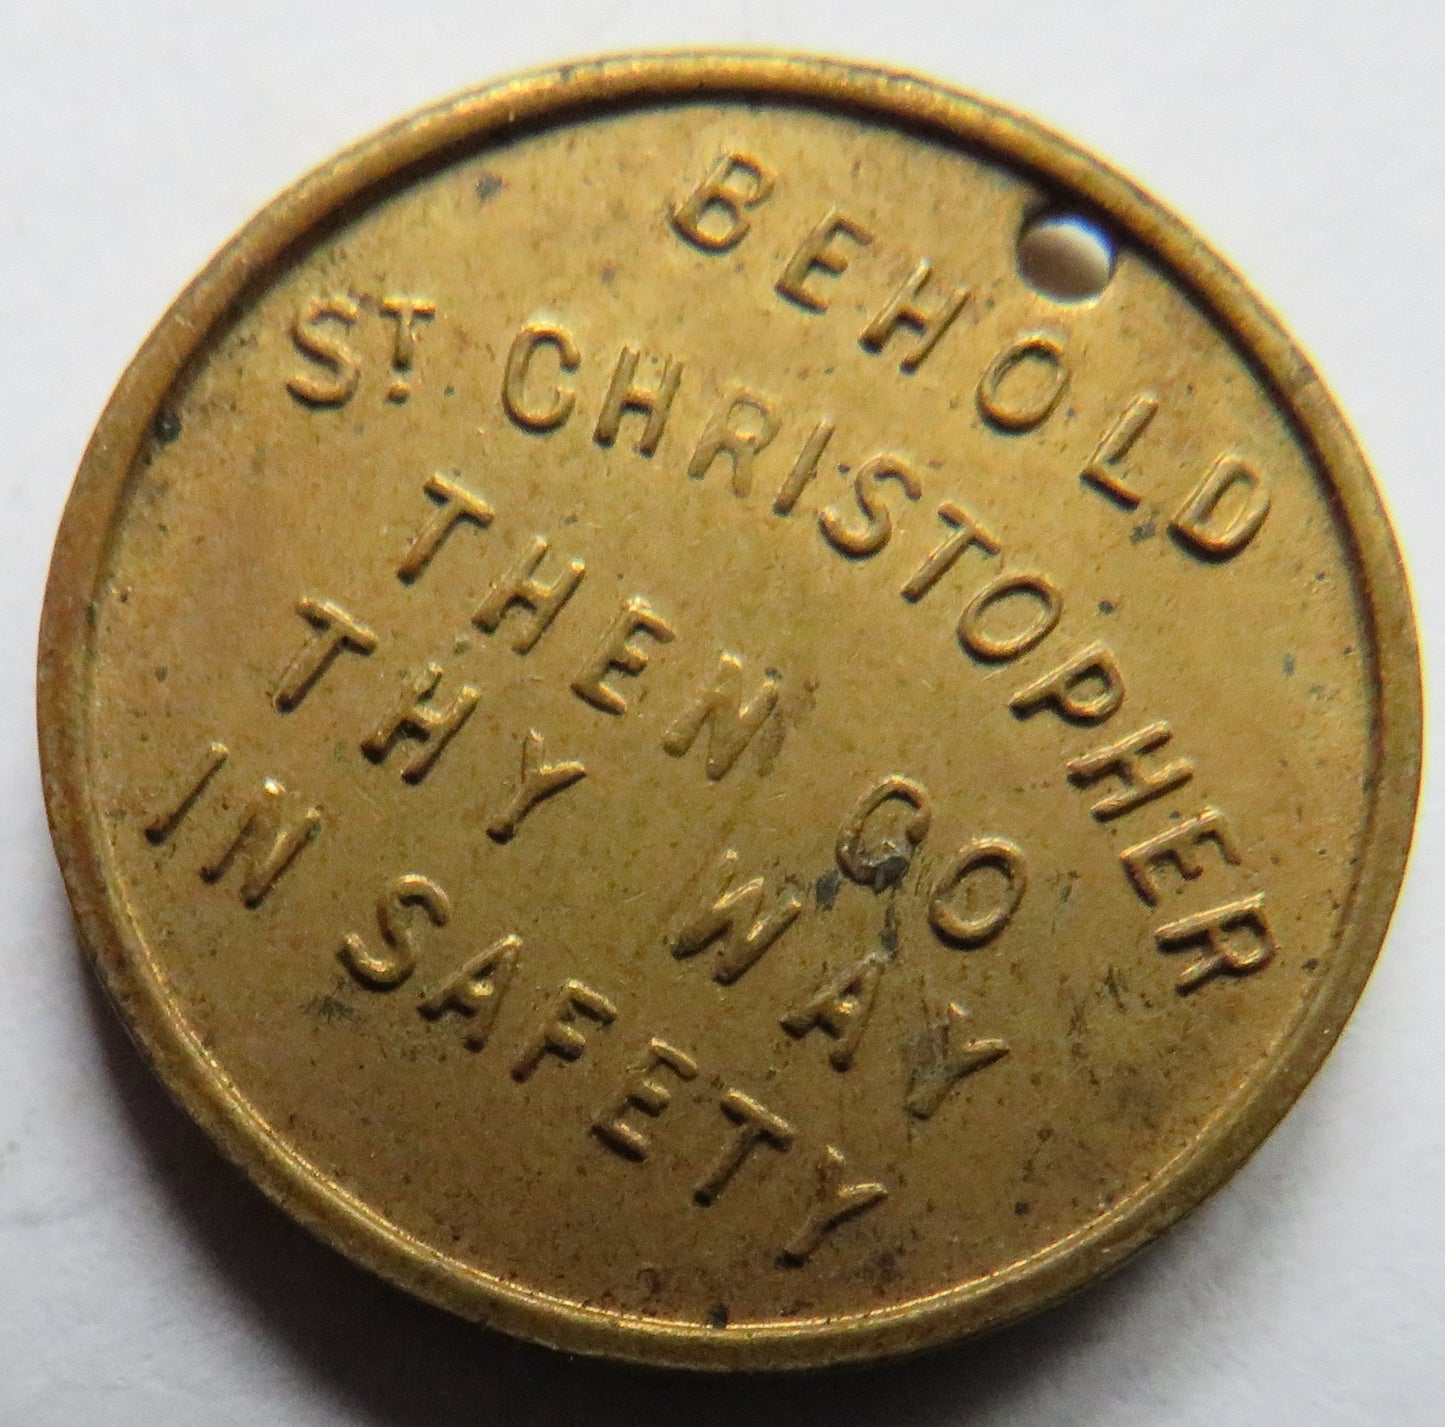 BEHOLD
ST CHRISTOPHER
THEN GO
THY WAY
IN SAFETY